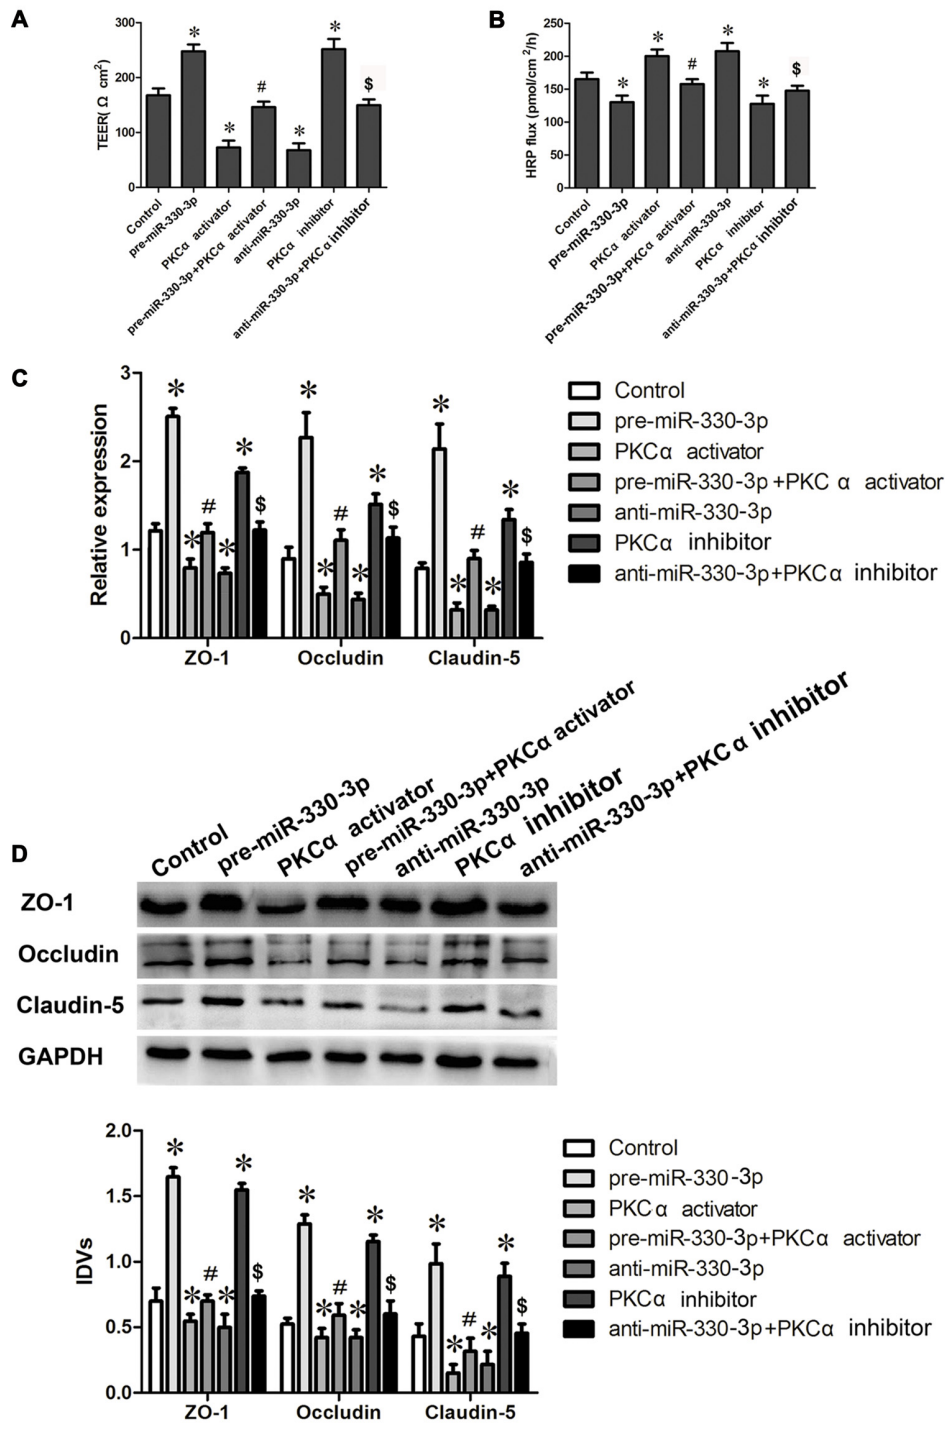 A
TEER( Ω cm²)
300
200
100
0
* * # * * $
Control
pre-miR-330-3p
PKCα activator
pre-miR-330-3p+PKCα activator
anti-miR-330-3p
PKCα inhibitor
anti-miR-330-3p+PKCα inhibitor
B
HRP flux (pmol/cm²/h)
250
200
150
100
50
0
* * # * * $
Control
pre-miR-330-3p
PKCα activator
pre-miR-330-3p+PKCα activator
anti-miR-330-3p
PKCα inhibitor
anti-miR-330-3p+PKCα inhibitor
C
Relative expression
3
2
1
0
* * # * * $
* * # * * $
* * # * * $
ZO-1 Occludin Claudin-5
Control
pre-miR-330-3p
PKCα activator
pre-miR-330-3p+PKC α activator
anti-miR-330-3p
PKCα inhibitor
anti-miR-330-3p+PKCα inhibitor
D
Control
pre-miR-330-3p
PKCα activator
pre-miR-330-3p+PKCα activator
anti-miR-330-3p
PKCα inhibitor
anti-miR-330-3p+PKC α inhibitor
ZO-1
Occludin
Claudin-5
GAPDH
IDVs
2.0
1.5
1.0
0.5
0.0
* * # * * $
* * # * * $
* * # * * $
ZO-1 Occludin Claudin-5
Control
pre-miR-330-3p
PKCα activator
pre-miR-330-3p+PKCα activator
anti-miR-330-3p
PKCα inhibitor
anti-miR-330-3p+PKCα inhibitor